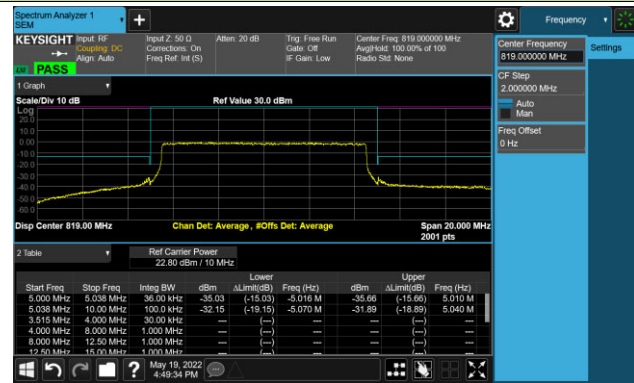 Spectrum Analyzer 1
SEM
Frequency
KEYSIGHT
Input: RF
Coupling: DC
Align: Auto
Input Z: 50 Ω
Corrections: On
Freq Ref: Int (S)
Atten: 20 dB
Trig: Free Run
Gate: Off
IF Gain: Low
Center Freq: 819.000000 MHz
Avg|Hold: 100.00% of 100
Radio Std: None
PASS
Center Frequency
819.000000 MHz
Settings
CF Step
2.000000 MHz
Auto
Man
Freq Offset
0 Hz
1 Graph
Scale/Div 10 dB
Ref Value 30.0 dBm
Log
20.0
10.0
0.00
-10.0
-20.0
-30.0
-40.0
-50.0
-60.0
Disp Center 819.00 MHz
Chan Det: Average , #Offs Det: Average
Span 20.000 MHz
2001 pts
2 Table
Ref Carrier Power
22.80 dBm / 10 MHz
Lower Upper
Start Freq Stop Freq Integ BW dBm ΔLimit(dB) Freq (Hz) dBm ΔLimit(dB) Freq (Hz)
5.000 MHz 5.038 MHz 36.00 kHz -35.03 (-15.03) -5.016 M -35.66 (-15.66) 5.010 M
5.038 MHz 10.00 MHz 100.0 kHz -32.15 (-19.15) -5.070 M -31.89 (-18.89) 5.040 M
3.515 MHz 4.000 MHz 30.00 kHz --- (---) --- --- (---) ---
4.000 MHz 8.000 MHz 1.000 MHz --- (---) --- --- (---) ---
8.000 MHz 12.50 MHz 1.000 MHz --- (---) --- --- (---) ---
12.50 MHz 15.00 MHz 1.000 MHz --- (---) --- --- (---) ---
May 19, 2022
4:49:34 PM